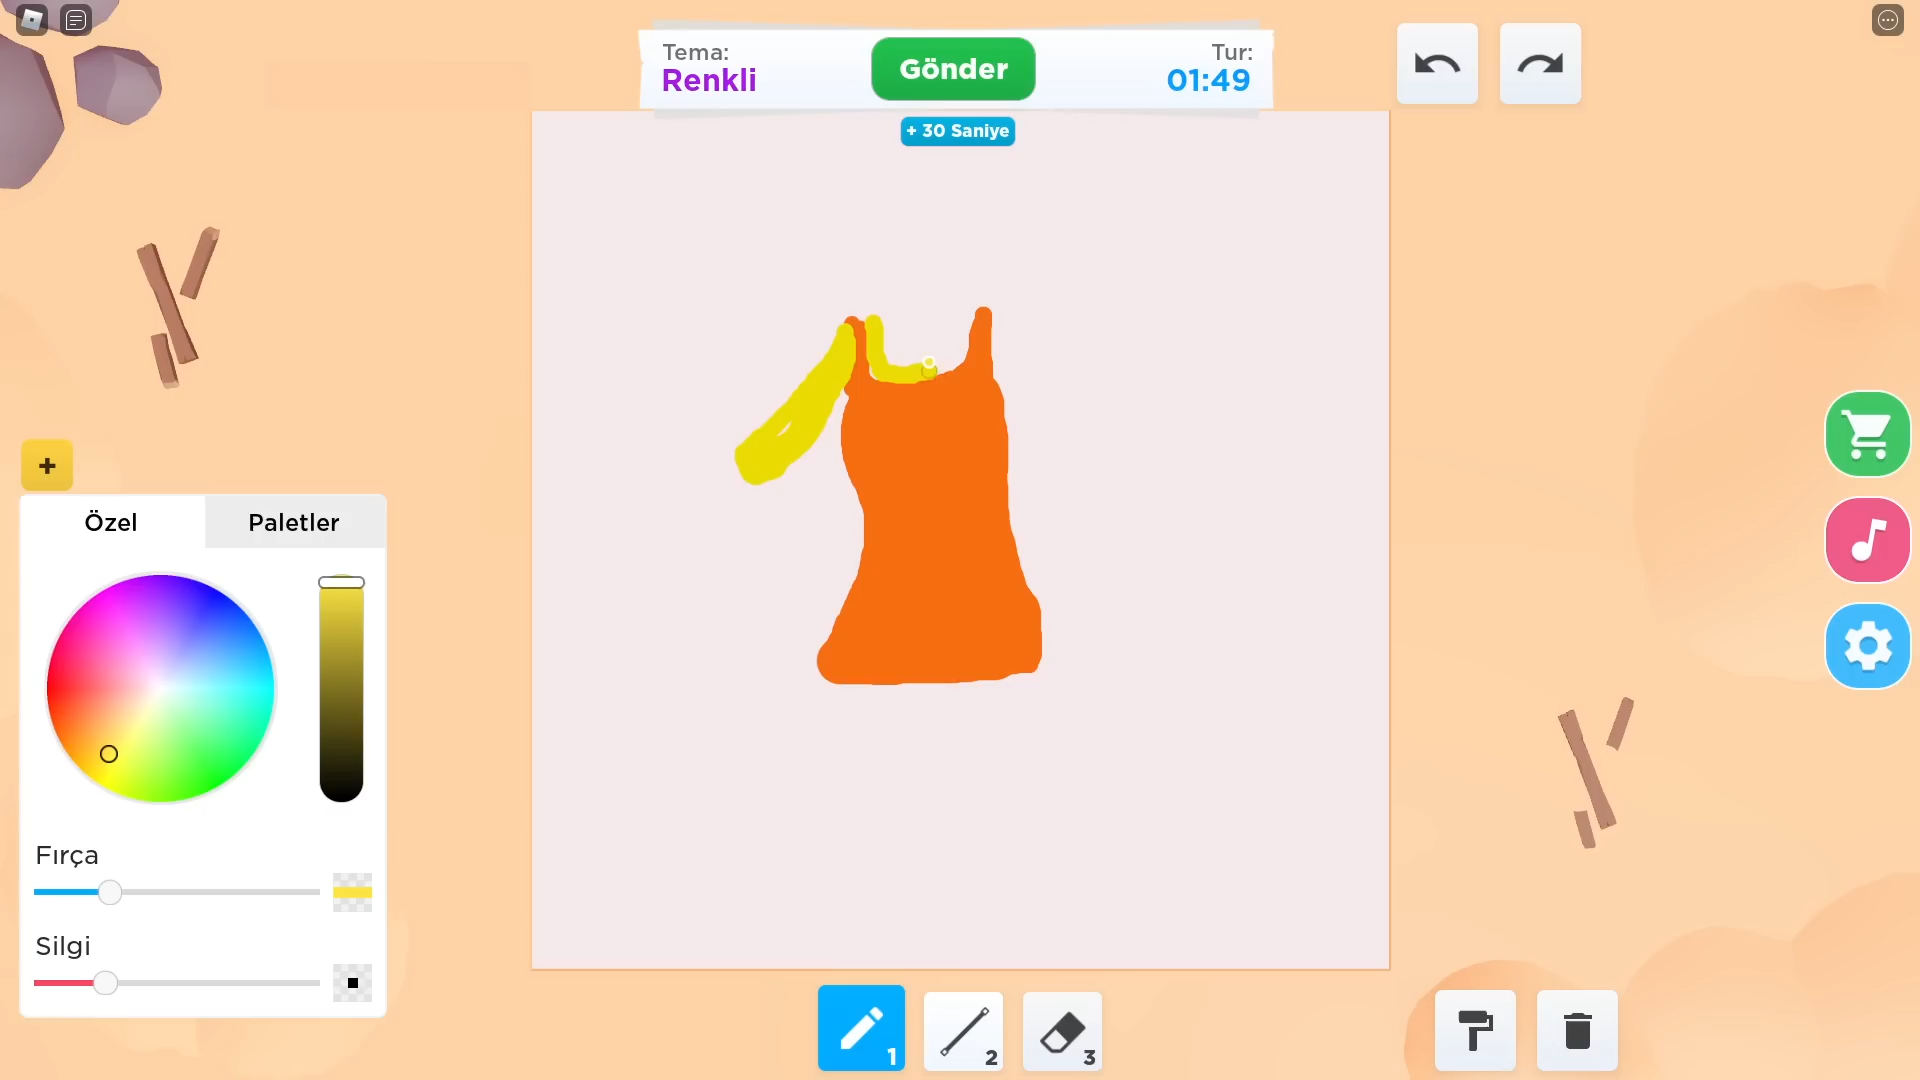 Tema:
Renkli
Gönder
Tur:
01:49
+ 30 Saniye
+
Özel
Paletler
Fırça
Silgi
1
2
3